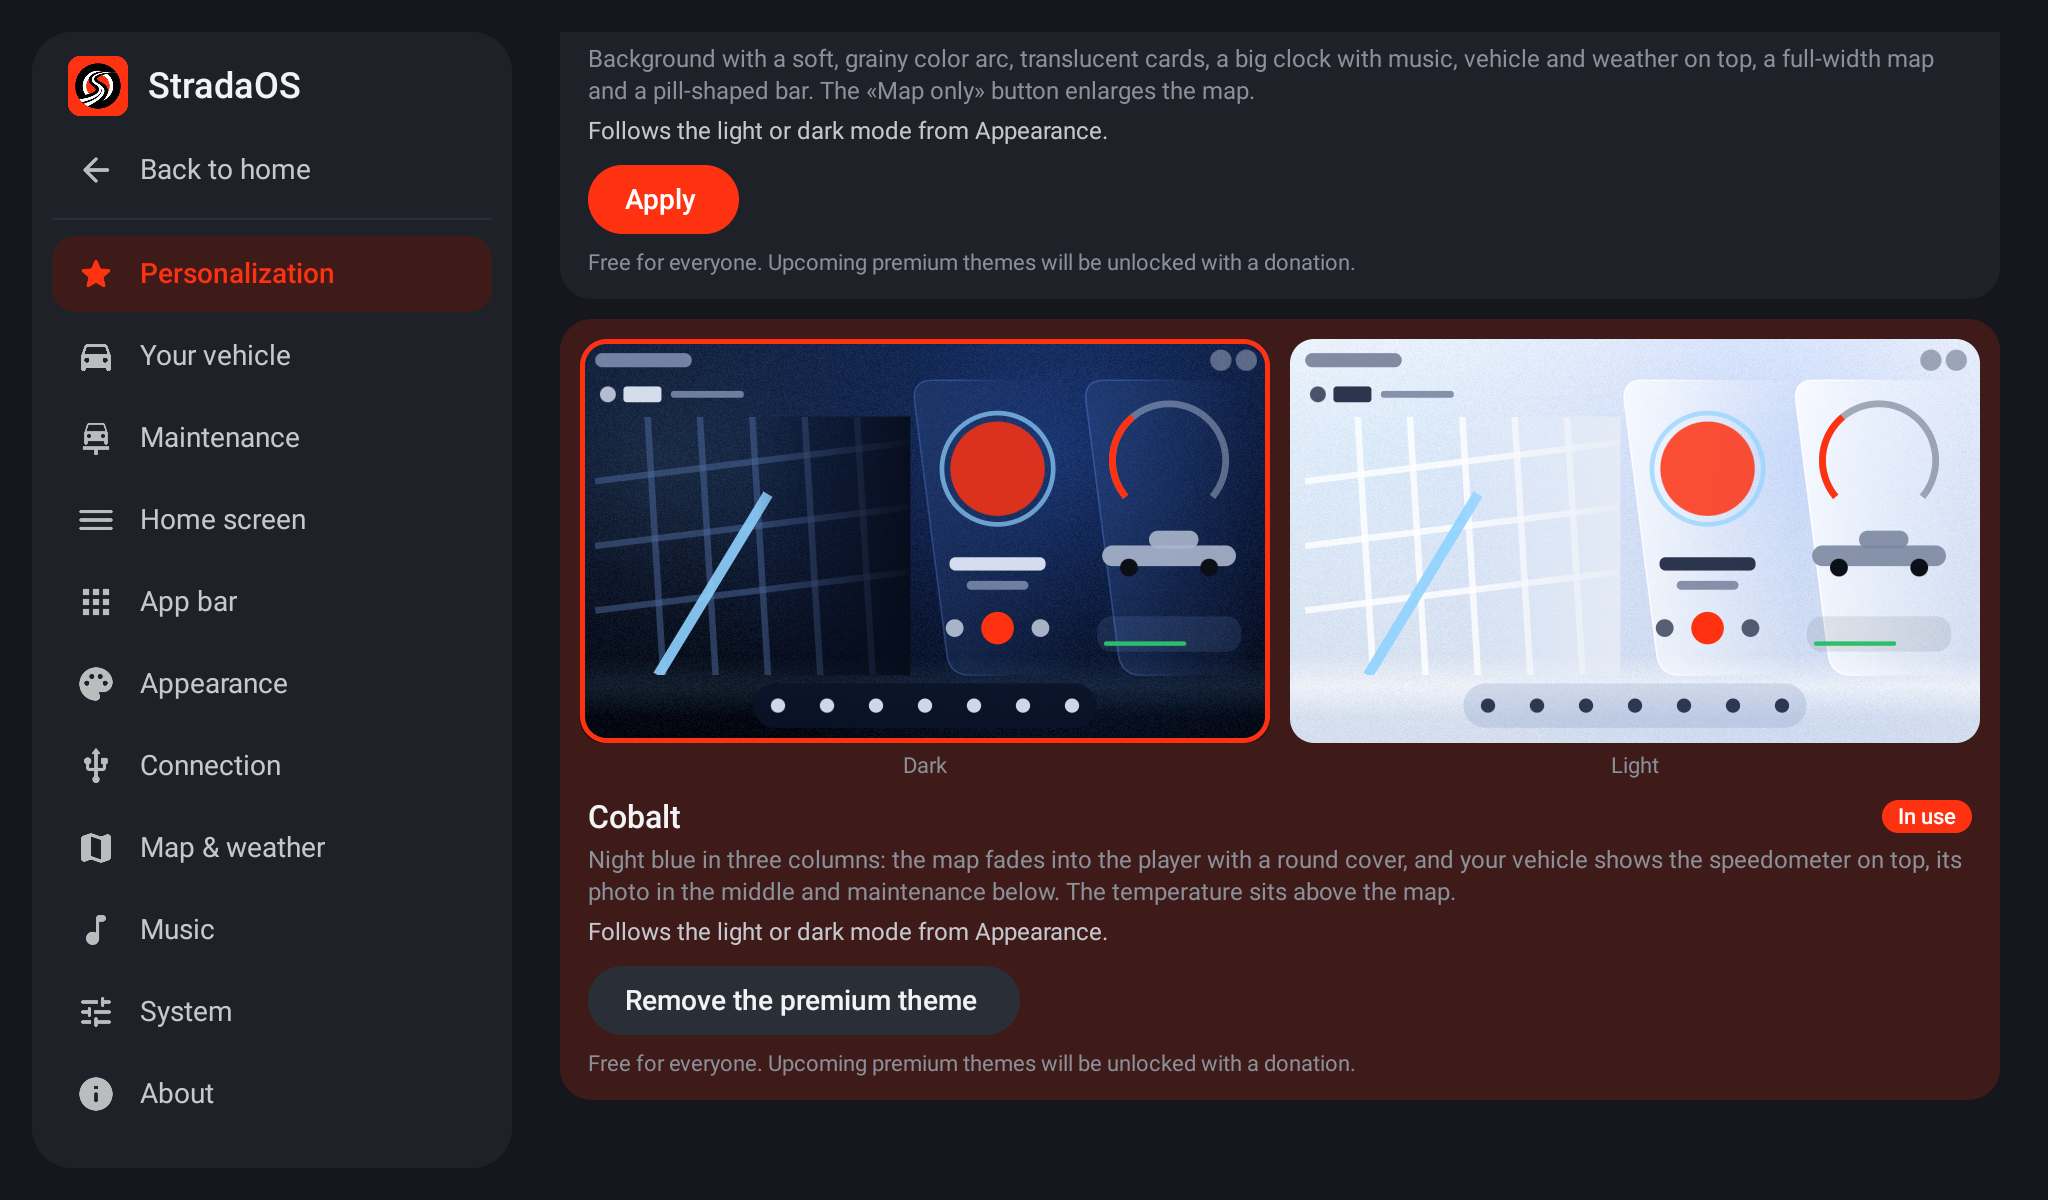 StradaOS
Back to home
Personalization
Your vehicle
Maintenance
Home screen
App bar
Appearance
Connection
Map & weather
Music
System
About
Background with a soft, grainy color arc, translucent cards, a big clock with music, vehicle and weather on top, a full-width map
and a pill-shaped bar. The «Map only» button enlarges the map.
Follows the light or dark mode from Appearance.
Apply
Free for everyone. Upcoming premium themes will be unlocked with a donation.
Dark
Light
Cobalt
In use
Night blue in three columns: the map fades into the player with a round cover, and your vehicle shows the speedometer on top, its
photo in the middle and maintenance below. The temperature sits above the map.
Follows the light or dark mode from Appearance.
Remove the premium theme
Free for everyone. Upcoming premium themes will be unlocked with a donation.